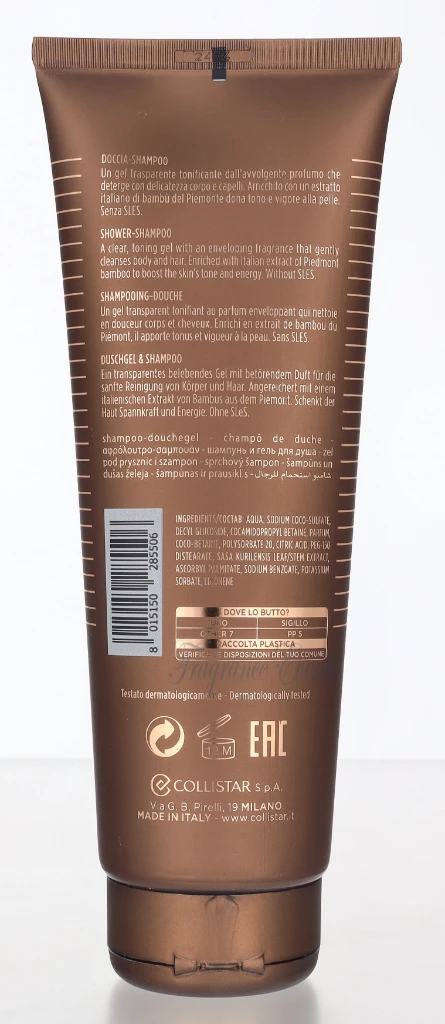 DOCCIA-SHAMPOO
Un gel trasparente tonificante dall'avvolgente profumo che
deterge con delicatezza corpo e capelli. Arricchito con un estratto
italiano di bambù del Piemonte dona tono e vigore alla pelle.
Senza SLES.
SHOWER-SHAMPOO
A clear, toning gel with an enveloping fragrance that gently
cleanses body and hair. Enriched with Italian extract of Piedmont
bamboo to boost the skin's tone and energy. Without SLES.
SHAMPOOING-DOUCHE
Un gel transparent tonifiant au parfum enveloppant qui nettoie
en douceur corps et cheveux. Enrichi en extrait de bambou du
Piémont, il apporte tonus et vigueur à la peau. Sans SLES.
DUSCHGEL & SHAMPOO
Ein transparentes belebendes Gel mit betörendem Duft für die
sanfte Reinigung von Körper und Haar. Angereichert mit einem
italienischen Extrakt von Bambus aus dem Piemont. Schenkt der
Haut Spannkraft und Energie. Ohne SLeS.
shampoo-douchegel - champô de duche -
αφρόλουτρο-σαμπουάν - шампунь и гель для душа - żel
pod prysznic i szampon - sprchový šampon - šampūns un
dušas želeja - šampūnas ir prausiklis - شامبو استحمام للرجال
INGREDIENTS/СОСТАВ: AQUA, SODIUM COCO-SULFATE,
DECYL GLUCOSIDE, COCAMIDOPROPYL BETAINE, PARFUM,
COCO-BETAINE, POLYSORBATE 20, CITRIC ACID, PEG-150
DISTEARATE, SASA KURILENSIS LEAF/STEM EXTRACT,
ASCORBYL PALMITATE, SODIUM BENZOATE, POTASSIUM
SORBATE, LIMONENE
8 015150 285506
DOVE LO BUTTO?
SIGILLO
7 PP 5
RACCOLTA PLASTICA
VERIFICA DISPOSIZIONI DEL TUO COMUNE
Fragrance
Testato dermatologicamente - Dermatologically tested
12 M EAC
COLLISTAR S.p.A.
Via G. B. Pirelli, 19 MILANO
MADE IN ITALY - www.collistar.it